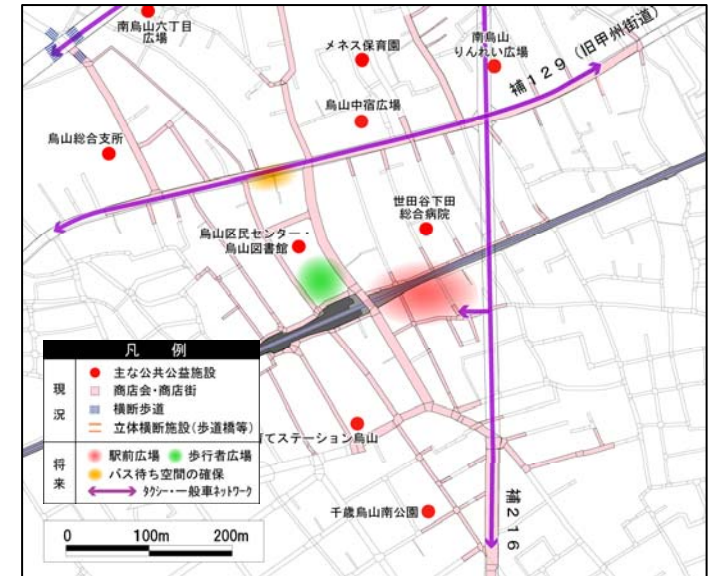 南烏山六丁目
広場
メネス保育園
南烏山
りんれい広場
補129（旧甲州街道）
烏山中宿広場
烏山総合支所
世田谷下田
総合病院
烏山区民センター・
烏山図書館
凡 例
現
況
主な公共公益施設
商店会・商店街
横断歩道
立体横断施設(歩道橋等)
将
来
駅前広場
歩行者広場
バス待ち空間の確保
タクシー・一般車ネットワーク
てステーション烏山
千歳烏山南公園
補216
0
100m
200m